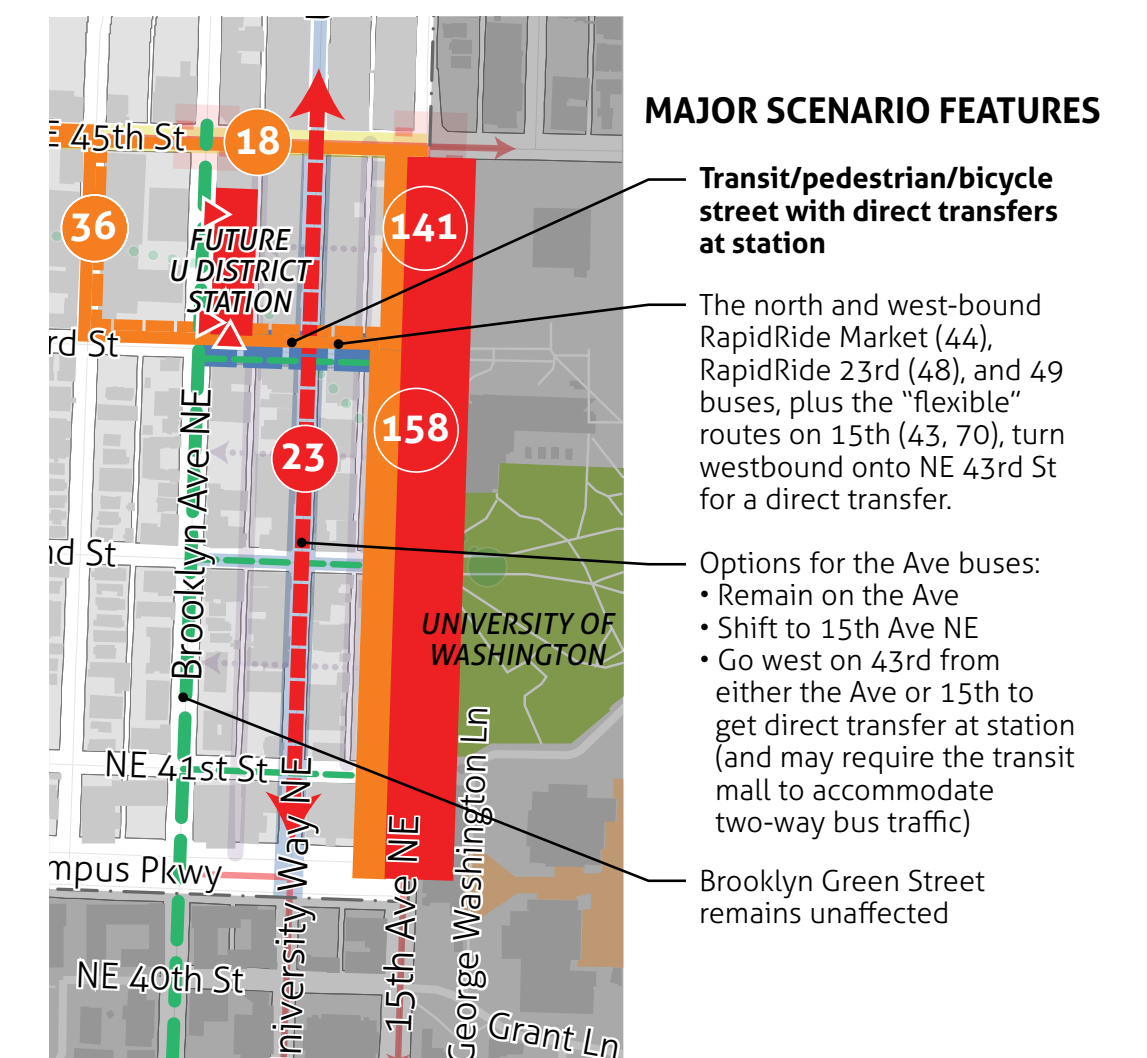 MAJOR SCENARIO FEATURES
Transit/pedestrian/bicycle
street with direct transfers
at station
The north and west-bound
RapidRide Market (44),
RapidRide 23rd (48), and 49
buses, plus the “flexible”
routes on 15th (43, 70), turn
westbound onto NE 43rd St
for a direct transfer.
Options for the Ave buses:
• Remain on the Ave
• Shift to 15th Ave NE
• Go west on 43rd from
either the Ave or 15th to
get direct transfer at station
(and may require the transit
mall to accommodate
two-way bus traffic)
Brooklyn Green Street
remains unaffected
E 45th St
18
36
141
FUTURE
U DISTRICT
STATION
rd St
158
23
Brooklyn Ave NE
nd St
UNIVERSITY OF
WASHINGTON
NE 41st St
mpus Pkwy
niversity Way NE
15th Ave NE
George Washington Ln
NE 40th St
Grant Ln